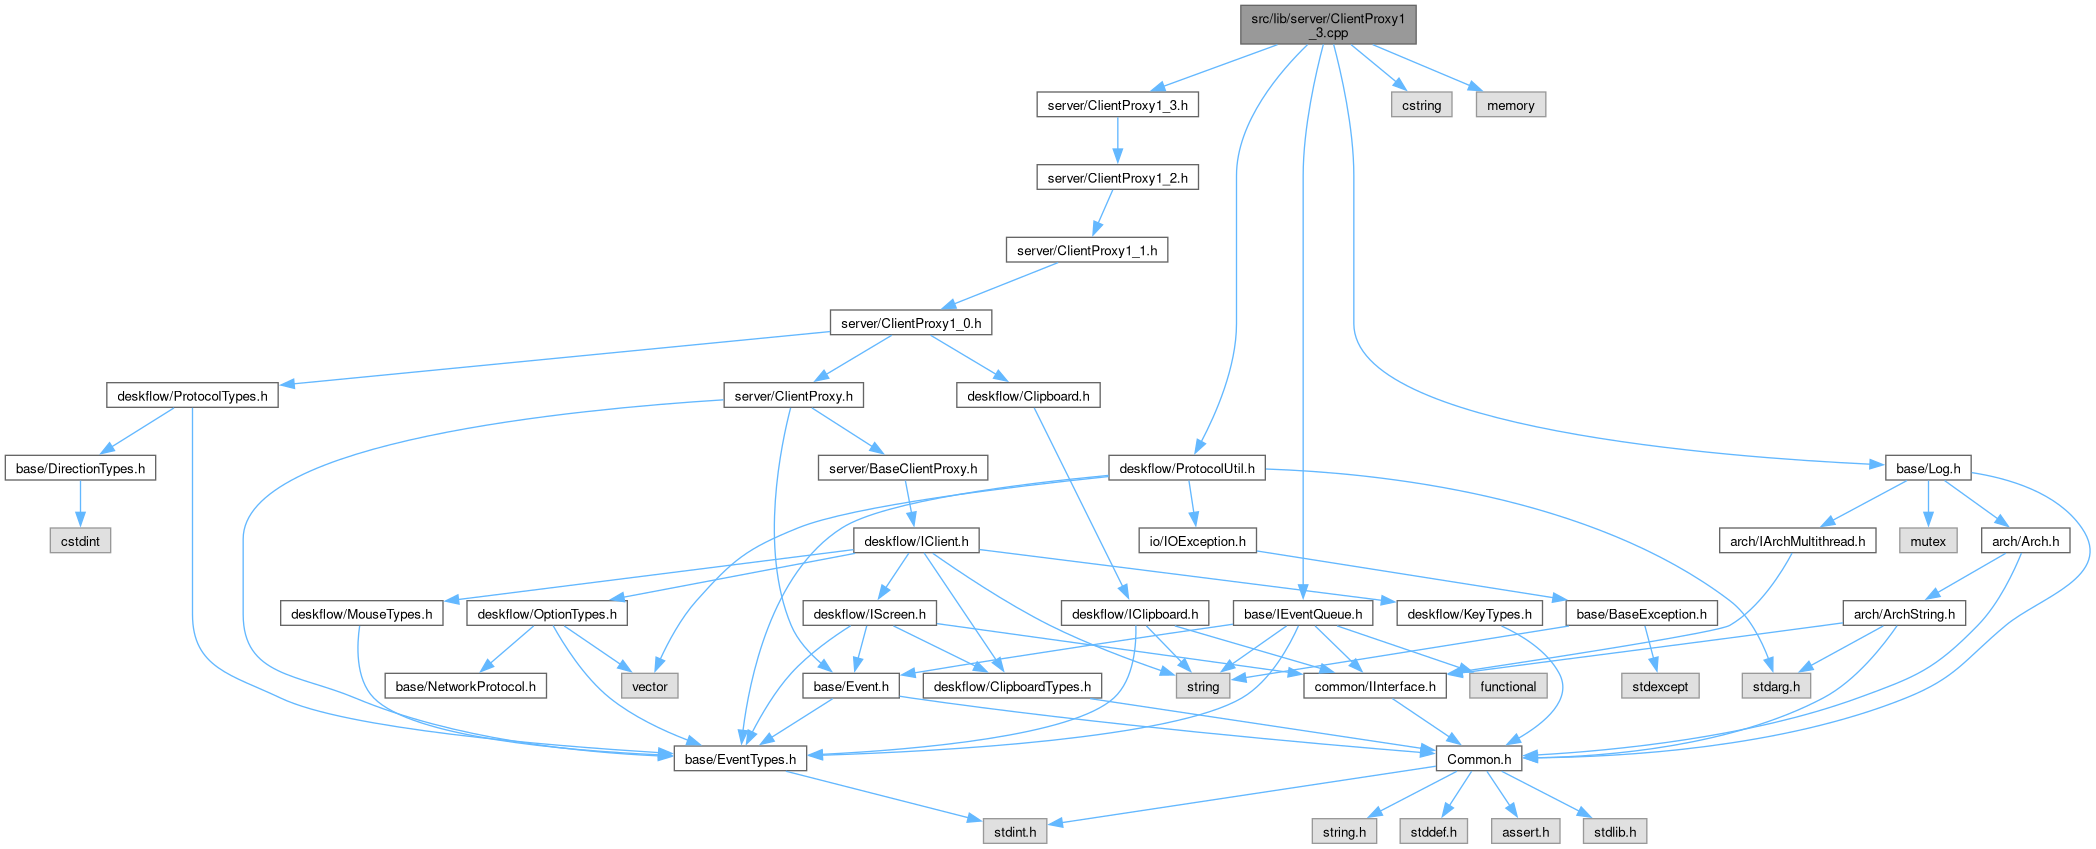 src/lib/server/ClientProxy1
_3.cpp
server/ClientProxy1_3.h
cstring
memory
server/ClientProxy1_2.h
server/ClientProxy1_1.h
server/ClientProxy1_0.h
deskflow/ProtocolTypes.h
server/ClientProxy.h
deskflow/Clipboard.h
base/DirectionTypes.h
server/BaseClientProxy.h
deskflow/ProtocolUtil.h
base/Log.h
cstdint
deskflow/IClient.h
io/IOException.h
arch/IArchMultithread.h
mutex
arch/Arch.h
deskflow/MouseTypes.h
deskflow/OptionTypes.h
deskflow/IScreen.h
deskflow/IClipboard.h
base/IEventQueue.h
deskflow/KeyTypes.h
base/BaseException.h
arch/ArchString.h
base/NetworkProtocol.h
vector
base/Event.h
deskflow/ClipboardTypes.h
string
common/IInterface.h
functional
stdexcept
stdarg.h
base/EventTypes.h
Common.h
stdint.h
string.h
stddef.h
assert.h
stdlib.h